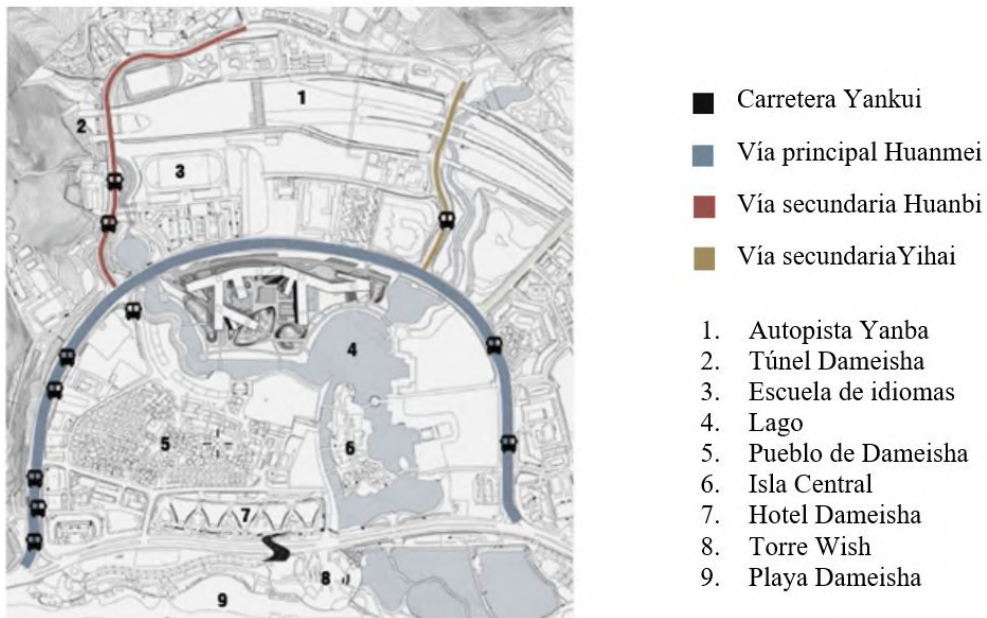 1
2
3
4
5
6
7
8
9
Carretera Yankui
Vía principal Huanmei
Vía secundaria Huanbi
Vía secundariaYihai
1. Autopista Yanba
2. Túnel Dameisha
3. Escuela de idiomas
4. Lago
5. Pueblo de Dameisha
6. Isla Central
7. Hotel Dameisha
8. Torre Wish
9. Playa Dameisha